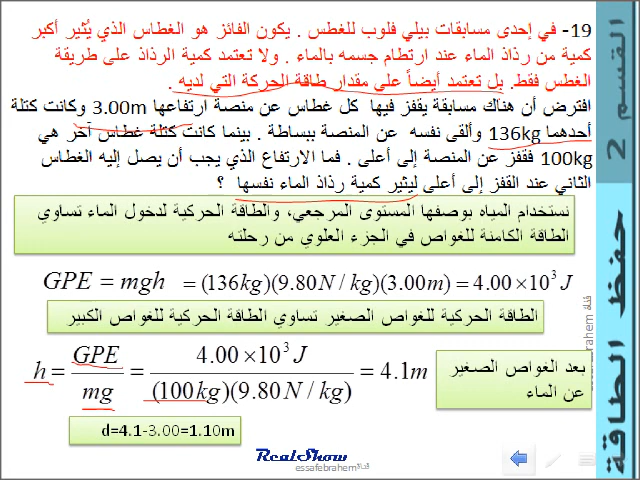 19- في إحدى مسابقات بيلي فلوب للغطس . يكون الفائز هو الغطاس الذي يُثير أكبر
كمية من رذاذ الماء عند ارتطام جسمه بالماء . ولا تعتمد كمية الرذاذ على طريقة
الغطس فقط. بل تعتمد أيضاً على مقدار طاقة الحركة التي لديه .
افترض أن هناك مسابقة يقفز فيها كل غطاس عن منصة ارتفاعها 3.00m وكانت كتلة
أحدهما 136kg وألقى نفسه عن المنصة ببساطة . بينما كانت كتلة غطاس آخر هي
100kg فقفز عن المنصة إلى أعلى . فما الارتفاع الذي يجب أن يصل إليه الغطاس
الثاني عند القفز إلى أعلى ليثير كمية رذاذ الماء نفسها ؟
نستخدام المياه بوصفها المستوى المرجعي، والطاقة الحركية لدخول الماء تساوي
الطاقة الكامنة للغواص في الجزء العلوي من رحلته
GPE = mgh = (136kg)(9.80N / kg)(3.00m) = 4.00×10³ J
الطاقة الحركية للغواص الصغير تساوي الطاقة الحركية للغواص الكبير
h = GPE / mg = 4.00×10³ J / (100kg)(9.80N / kg) = 4.1m
بعد الغواص الصغير
عن الماء
d=4.1-3.00=1.10m
القسم 2
حفظ الطاقة
RealShow
essafebrahem